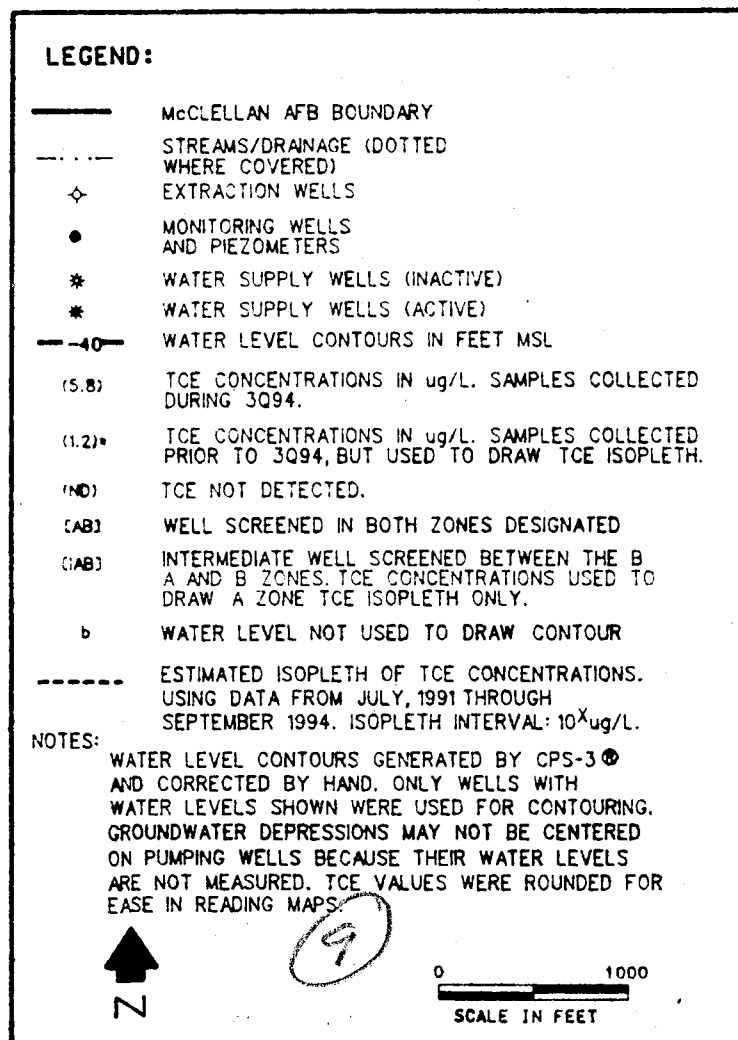 LEGEND:
McCLELLAN AFB BOUNDARY
STREAMS/DRAINAGE (DOTTED
WHERE COVERED)
EXTRACTION WELLS
MONITORING WELLS
AND PIEZOMETERS
WATER SUPPLY WELLS (INACTIVE)
WATER SUPPLY WELLS (ACTIVE)
-40 WATER LEVEL CONTOURS IN FEET MSL
(5.8) TCE CONCENTRATIONS IN ug/L. SAMPLES COLLECTED
DURING 3Q94.
(1.2)* TCE CONCENTRATIONS IN ug/L. SAMPLES COLLECTED
PRIOR TO 3Q94, BUT USED TO DRAW TCE ISOPLETH.
(ND) TCE NOT DETECTED.
[AB] WELL SCREENED IN BOTH ZONES DESIGNATED
[iAB] INTERMEDIATE WELL SCREENED BETWEEN THE B
A AND B ZONES. TCE CONCENTRATIONS USED TO
DRAW A ZONE TCE ISOPLETH ONLY.
b WATER LEVEL NOT USED TO DRAW CONTOUR
ESTIMATED ISOPLETH OF TCE CONCENTRATIONS.
USING DATA FROM JULY, 1991 THROUGH
SEPTEMBER 1994. ISOPLETH INTERVAL: 10Xug/L.
NOTES:
WATER LEVEL CONTOURS GENERATED BY CPS-3®
AND CORRECTED BY HAND. ONLY WELLS WITH
WATER LEVELS SHOWN WERE USED FOR CONTOURING.
GROUNDWATER DEPRESSIONS MAY NOT BE CENTERED
ON PUMPING WELLS BECAUSE THEIR WATER LEVELS
ARE NOT MEASURED. TCE VALUES WERE ROUNDED FOR
EASE IN READING MAPS.
9
N
0 1000
SCALE IN FEET